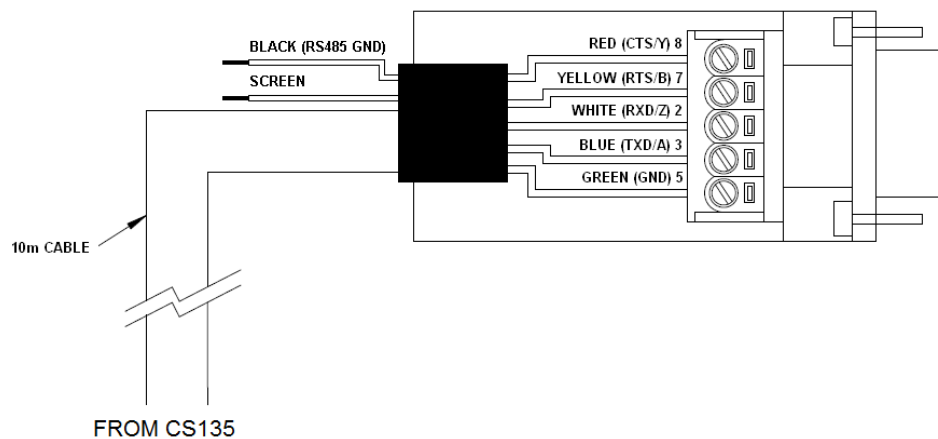 BLACK (RS485 GND)
SCREEN
RED (CTS/Y) 8
YELLOW (RTS/B) 7
WHITE (RXD/Z) 2
BLUE (TXD/A) 3
GREEN (GND) 5
10m CABLE
FROM CS135